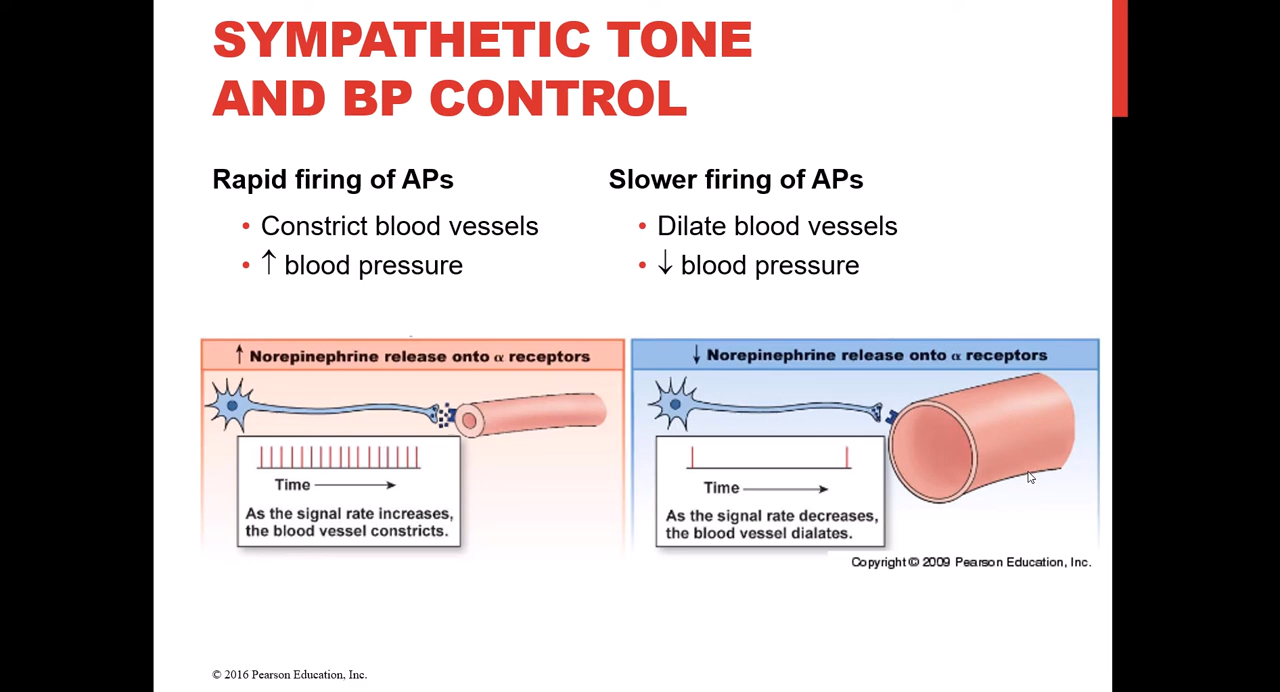 SYMPATHETIC TONE
AND BP CONTROL
Rapid firing of APs
• Constrict blood vessels
• ↑ blood pressure
Slower firing of APs
• Dilate blood vessels
• ↓ blood pressure
↑ Norepinephrine release onto α receptors
Time
As the signal rate increases,
the blood vessel constricts.
↓ Norepinephrine release onto α receptors
Time
As the signal rate decreases,
the blood vessel dialates.
Copyright © 2009 Pearson Education, Inc.
© 2016 Pearson Education, Inc.